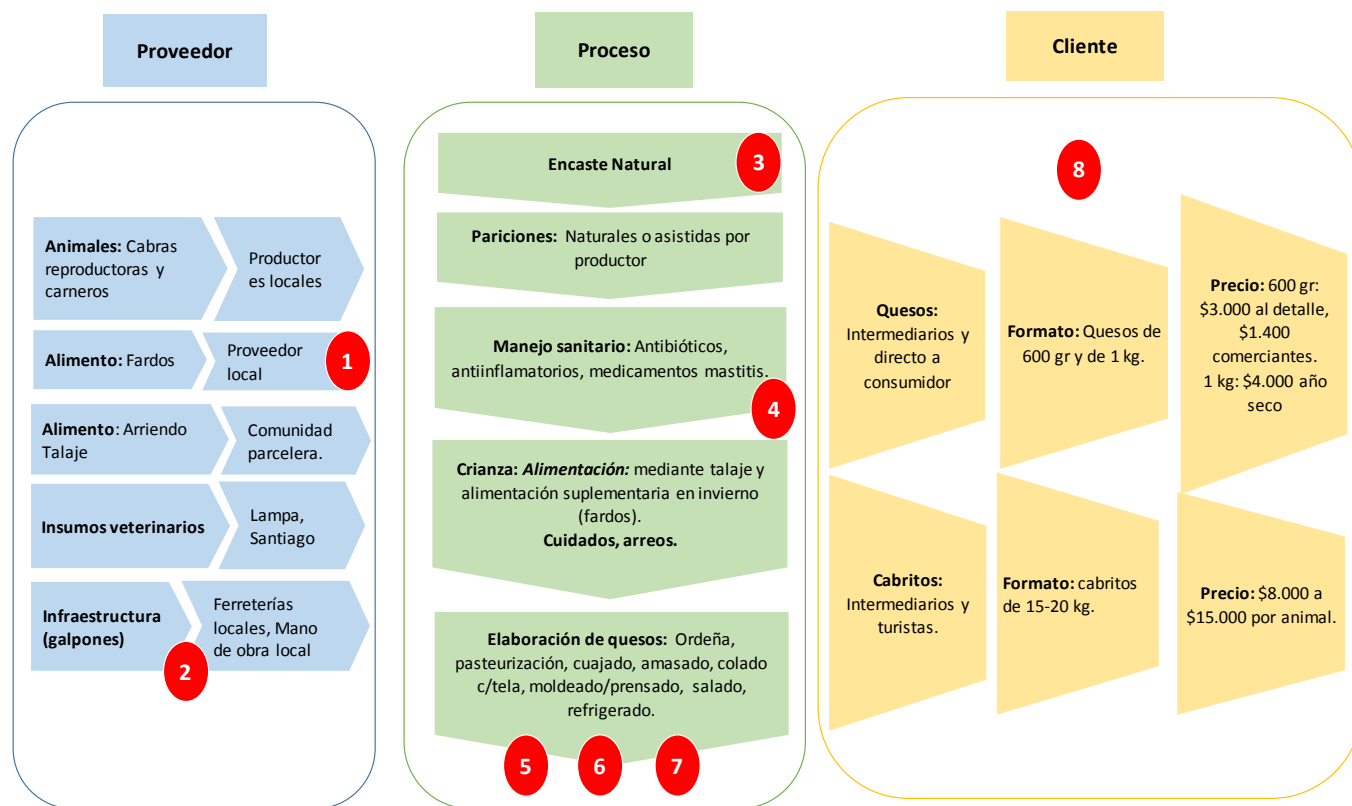 Proveedor
Animales: Cabras
reproductoras y
carneros
Productor
es locales
Alimento: Fardos
Proveedor
local
1
Alimento: Arriendo
Talaje
Comunidad
parcelera.
Insumos veterinarios
Lampa,
Santiago
Infraestructura
(galpones)
Ferreterías
locales, Mano
de obra local
2
Proceso
Encaste Natural
3
Pariciones: Naturales o asistidas por
productor
Manejo sanitario: Antibióticos,
antiinflamatorios, medicamentos mastitis.
4
Crianza: Alimentación: mediante talaje y
alimentación suplementaria en invierno
(fardos).
Cuidados, arreos.
Elaboración de quesos: Ordeña,
pasteurización, cuajado, amasado, colado
c/tela, moldeado/prensado, salado,
refrigerado.
5
6
7
Cliente
8
Quesos:
Intermediarios y
directo a
consumidor
Formato: Quesos de
600 gr y de 1 kg.
Precio: 600 gr:
$3.000 al detalle,
$1.400
comerciantes.
1 kg: $4.000 año
seco
Cabritos:
Intermediarios y
turistas.
Formato: cabritos
de 15-20 kg.
Precio: $8.000 a
$15.000 por animal.